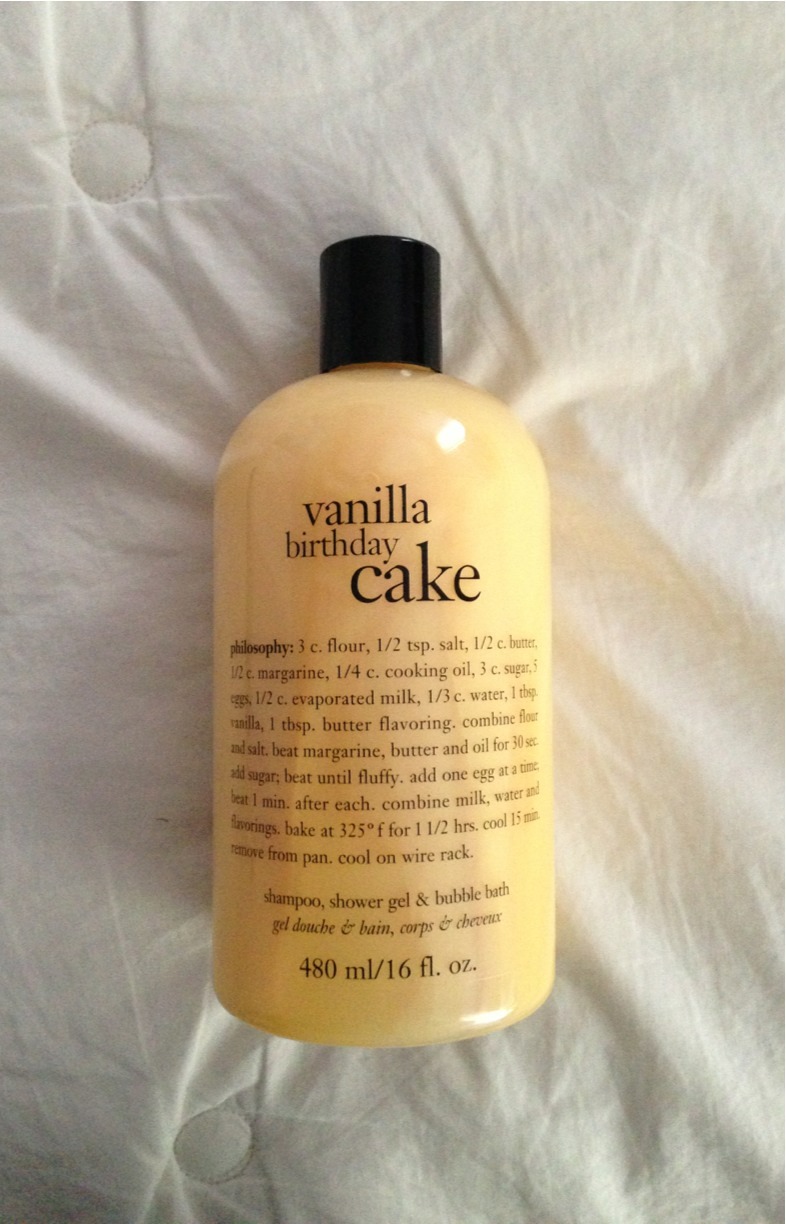 vanilla
birthday
cake
philosophy: 3 c. flour, 1/2 tsp. salt, 1/2 c. butter,
1/2 c. margarine, 1/4 c. cooking oil, 3 c. sugar, 5
eggs, 1/2 c. evaporated milk, 1/3 c. water, 1 tbsp.
vanilla, 1 tbsp. butter flavoring. combine flour
and salt. beat margarine, butter and oil for 30 sec.
add sugar; beat until fluffy. add one egg at a time;
beat 1 min. after each. combine milk, water and
flavorings. bake at 325° f for 1 1/2 hrs. cool 15 min.
remove from pan. cool on wire rack.
shampoo, shower gel & bubble bath
gel douche & bain, corps & cheveux
480 ml/16 fl. oz.